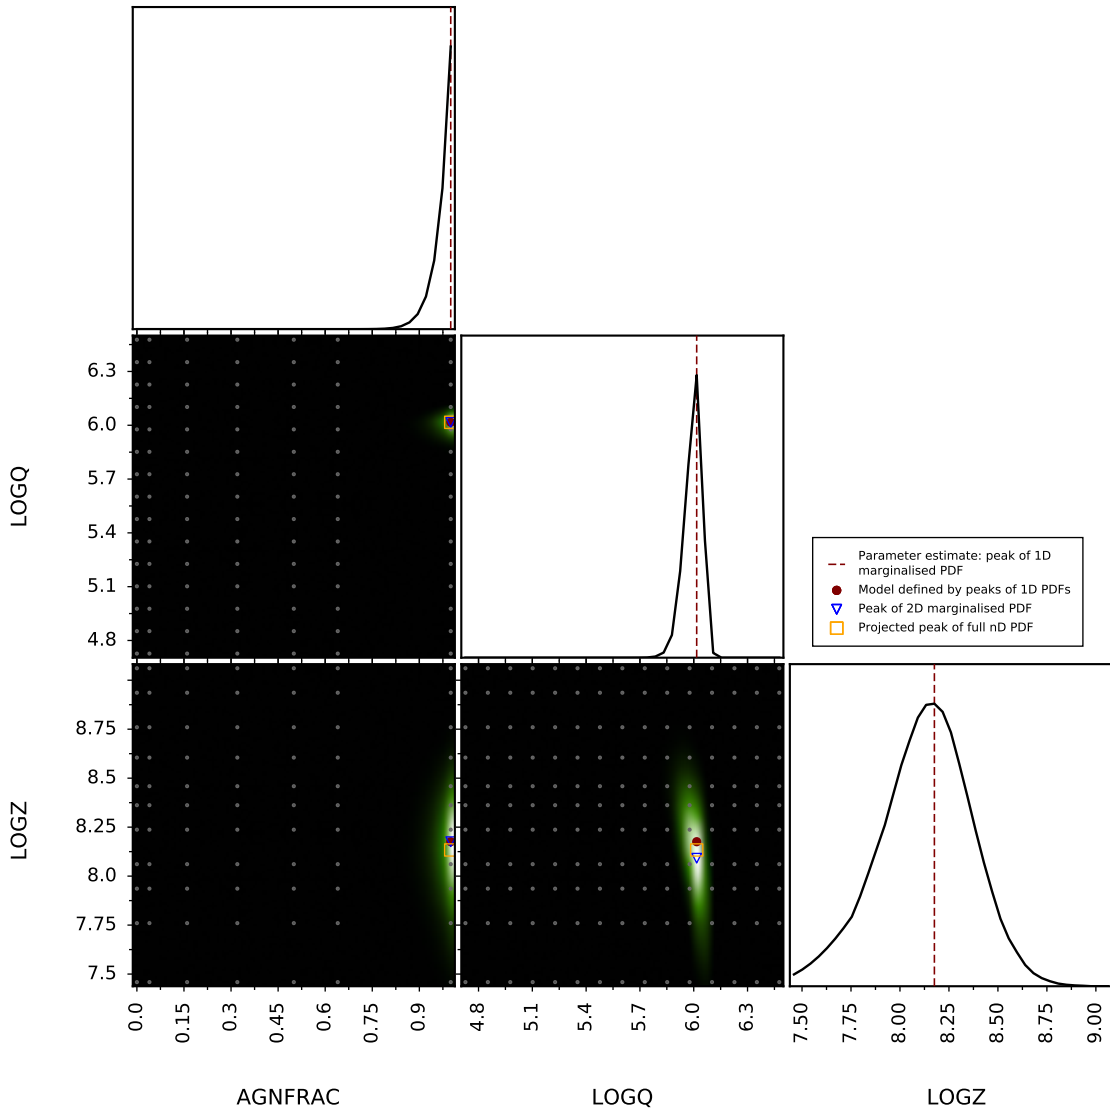 6.3
6.0
5.7
5.4
5.1
4.8
LOGQ
Parameter estimate: peak of 1D
marginalised PDF
Model defined by peaks of 1D PDFs
Peak of 2D marginalised PDF
Projected peak of full nD PDF
8.75
8.5
8.25
8.0
7.75
7.5
LOGZ
0.0 0.15 0.3 0.45 0.6 0.75 0.9
4.8 5.1 5.4 5.7 6.0 6.3
7.50 7.75 8.00 8.25 8.50 8.75 9.00
AGNFRAC LOGQ LOGZ